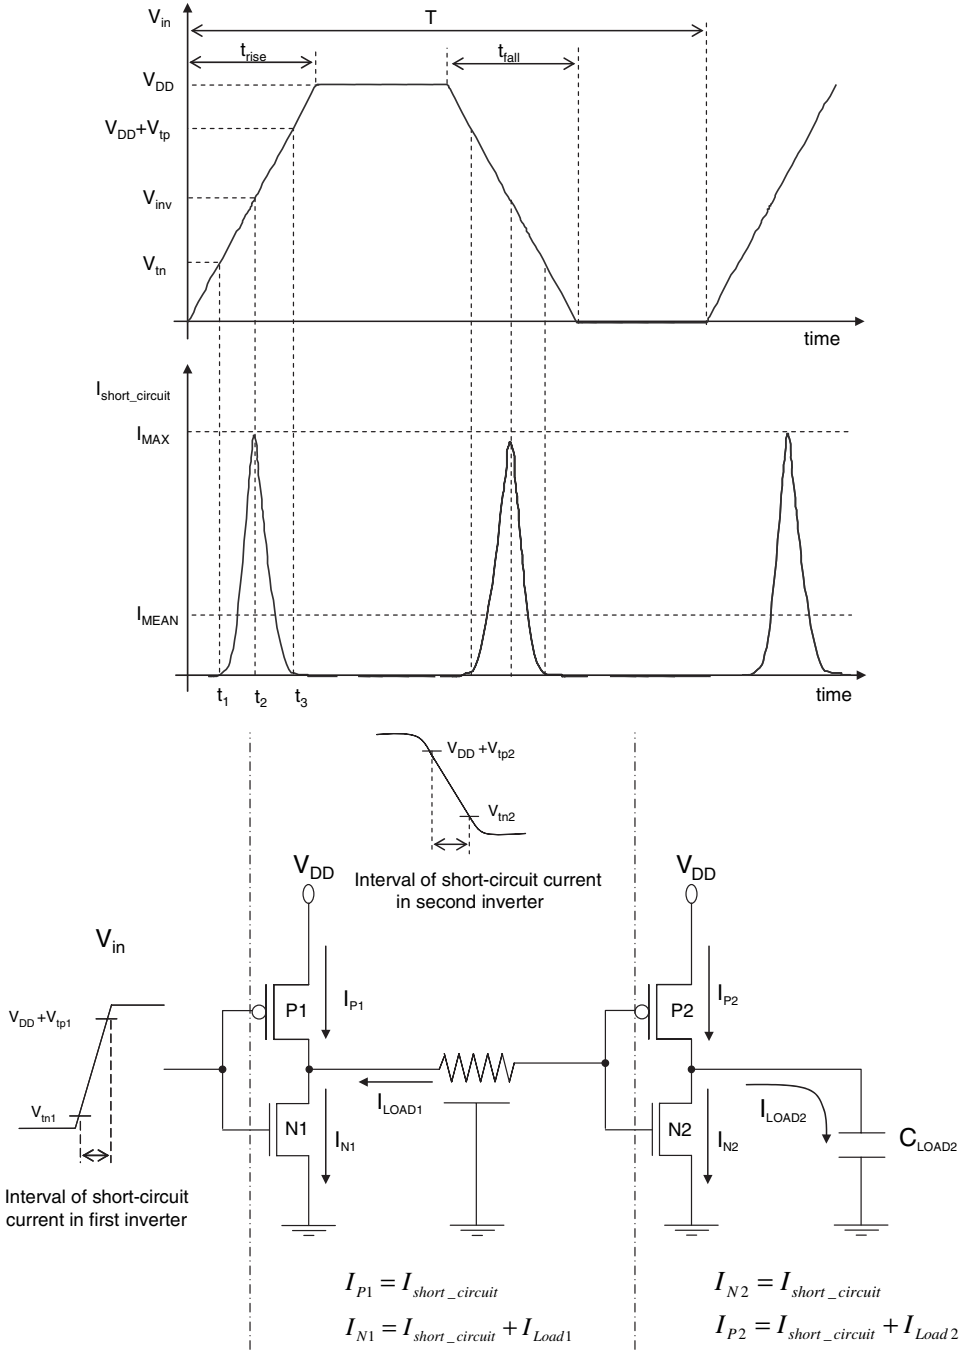 V_in
T
t_rise
t_fall
V_DD
V_DD+V_tp
V_inv
V_tn
time
I_short_circuit
I_MAX
I_MEAN
t_1 t_2 t_3
time
V_DD +V_tp2
V_tn2
Interval of short-circuit current
in second inverter
V_DD
V_DD
V_in
V_DD +V_tp1
V_tn1
Interval of short-circuit
current in first inverter
P1
I_P1
N1
I_N1
I_LOAD1
P2
I_P2
N2
I_N2
I_LOAD2
C_LOAD2
I_P1 = I_short_circuit
I_N1 = I_short_circuit + I_Load1
I_N2 = I_short_circuit
I_P2 = I_short_circuit + I_Load2